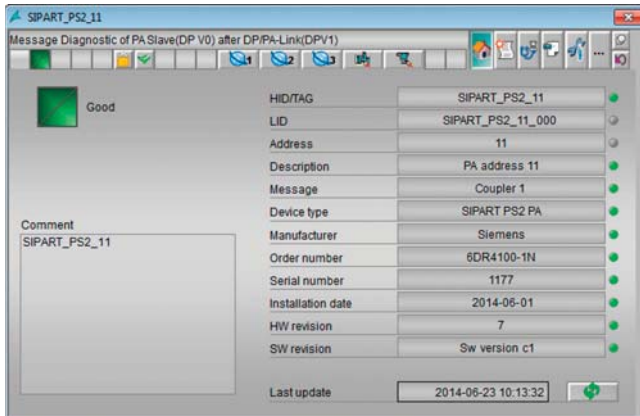 SIPART_PS2_11
Message Diagnostic of PA Slave(DP V0) after DP/PA-Link(DPV1)
1 2 3 ...
Good
HID/TAG SIPART_PS2_11
LID SIPART_PS2_11_000
Address 11
Description PA address 11
Message Coupler 1
Device type SIPART PS2 PA
Comment
SIPART_PS2_11
Manufacturer Siemens
Order number 6DR4100-1N
Serial number 1177
Installation date 2014-06-01
HW revision 7
SW revision Sw version c1
Last update 2014-06-23 10:13:32